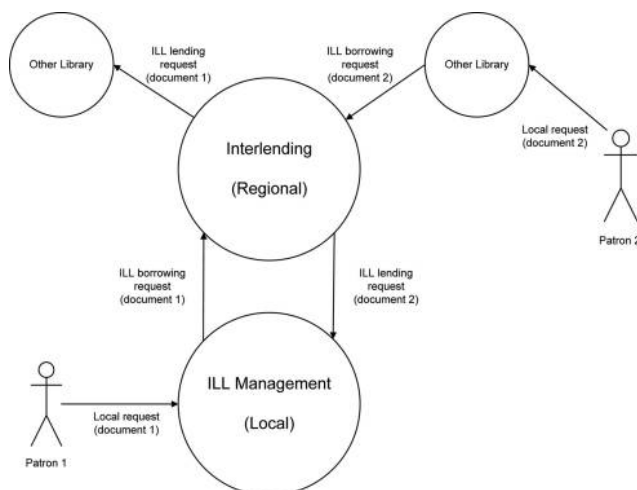 Other Library
ILL lending
request
(document 1)
ILL borrowing
request
(document 2)
Other Library
Local request
(document 2)
Patron 2
Interlending
(Regional)
ILL borrowing
request
(document 1)
ILL lending
request
(document 2)
ILL Management
(Local)
Local request
(document 1)
Patron 1